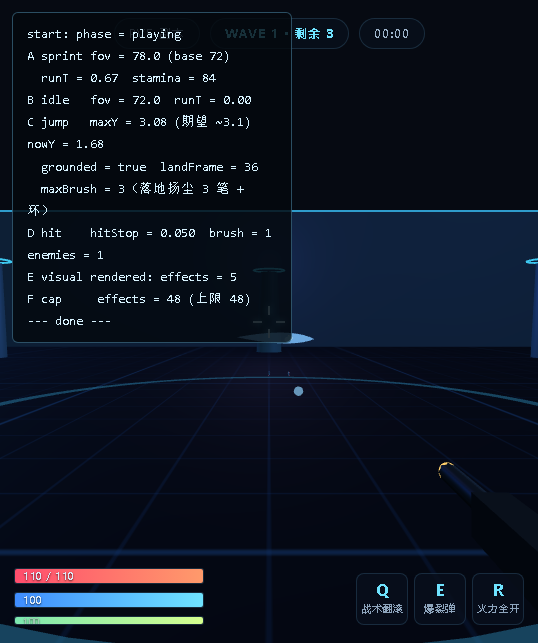 start: phase = playing
WAVE 1 · 剩余 3
00:00
A sprint fov = 78.0 (base 72)
runT = 0.67 stamina = 84
B idle fov = 72.0 runT = 0.00
C jump maxY = 3.08 (期望 ~3.1)
nowY = 1.68
grounded = true landFrame = 36
maxBrush = 3 (落地扬尘 3 笔 +
环)
D hit hitStop = 0.050 brush = 1
enemies = 1
E visual rendered: effects = 5
F cap effects = 48 (上限 48)
--- done ---
110 / 110
100
Q E R
战术翻滚 爆裂弹 火力全开